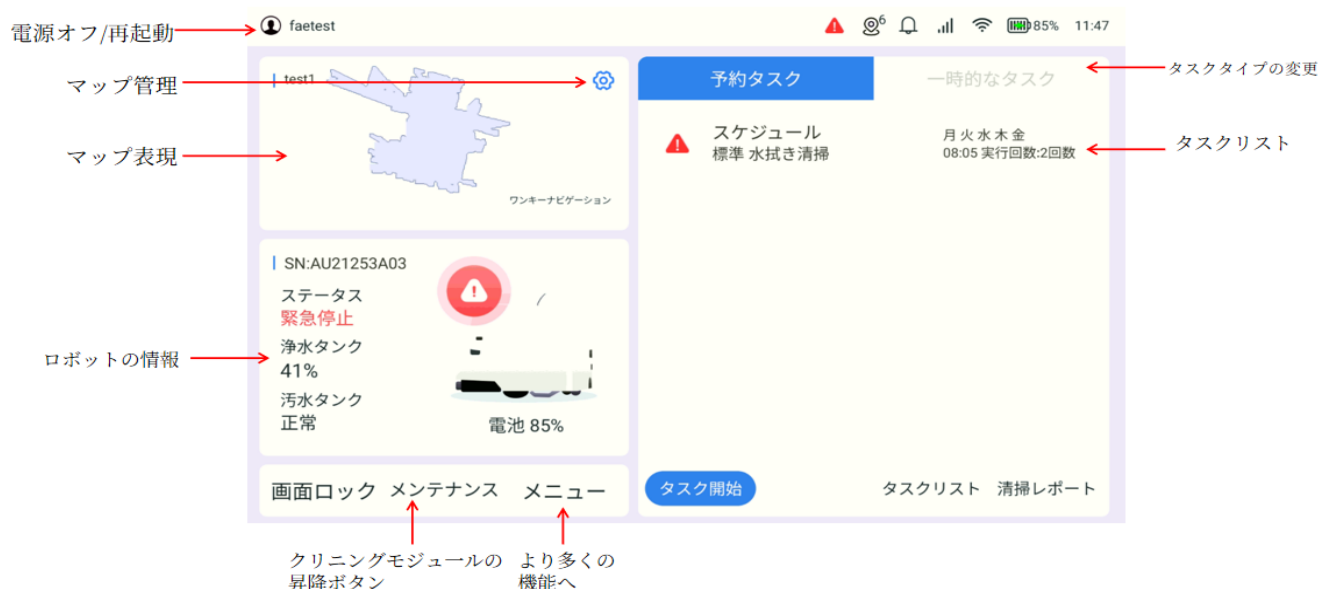 電源オフ/再起動
faetest
6
85%
11:47
マップ管理
test1
予約タスク
一時的なタスク
タスクタイプの変更
マップ表現
スケジュール
標準 水拭き清掃
月 火 水 木 金
08:05 実行回数:2回数
タスクリスト
ワンキーナビゲーション
SN:AU21253A03
ステータス
緊急停止
ロボットの情報
浄水タンク
41%
汚水タンク
正常
電池 85%
画面ロック
メンテナンス
メニュー
タスク開始
タスクリスト
清掃レポート
クリニングモジュールの
昇降ボタン
より多くの
機能へ